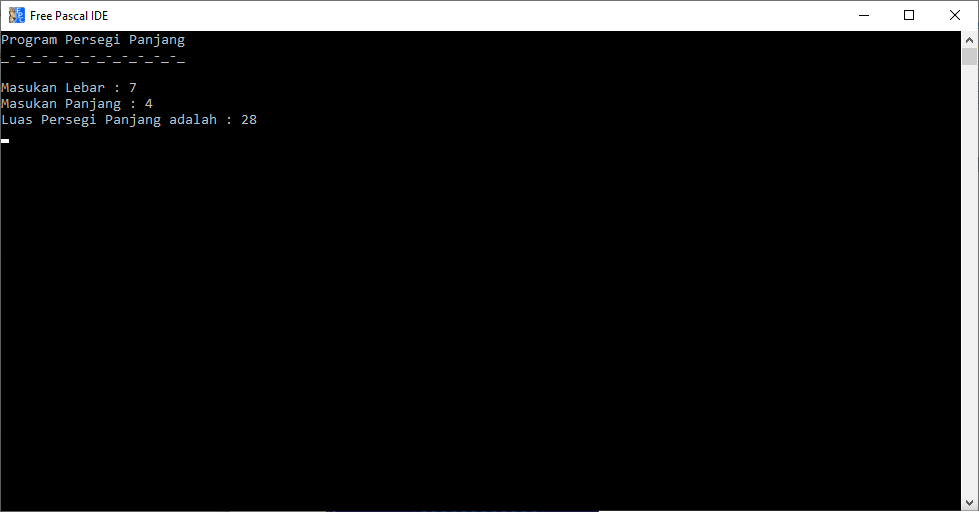 Free Pascal IDE
Program Persegi Panjang
_-_-_-_-_-_-_-_-_-_-_-_
Masukan Lebar : 7
Masukan Panjang : 4
Luas Persegi Panjang adalah : 28